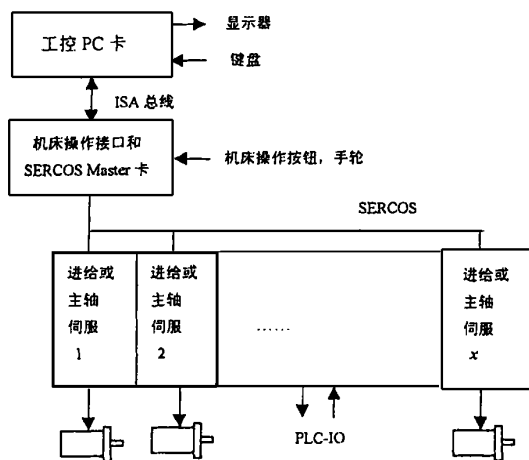 显示器
工控 PC 卡
键盘
ISA 总线
机床操作接口和
SERCOS Master 卡
机床操作按钮，手轮
SERCOS
进给或
主轴
伺服
1
进给或
主轴
伺服
2
……
进给或
主轴
伺服
x
PLC-IO